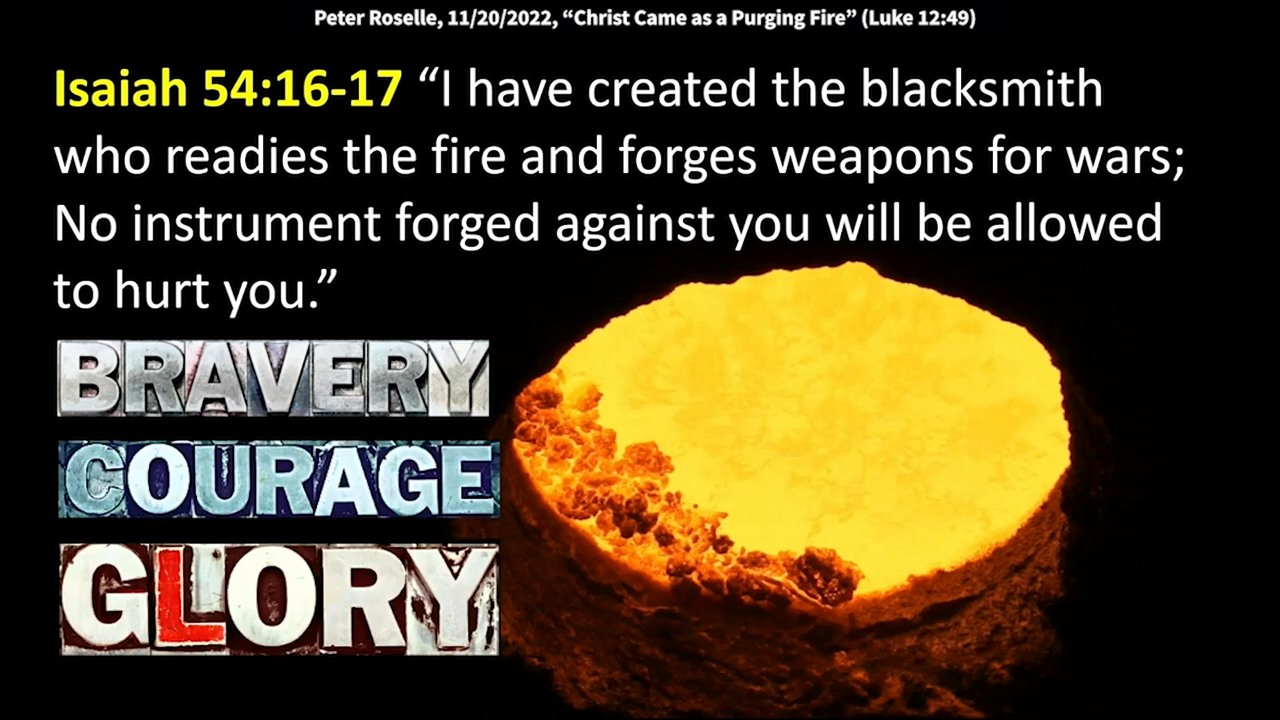 Peter Roselle, 11/20/2022, “Christ Came as a Purging Fire” (Luke 12:49)
Isaiah 54:16-17 “I have created the blacksmith
who readies the fire and forges weapons for wars;
No instrument forged against you will be allowed
to hurt you.”
BRAVERY
COURAGE
GLORY